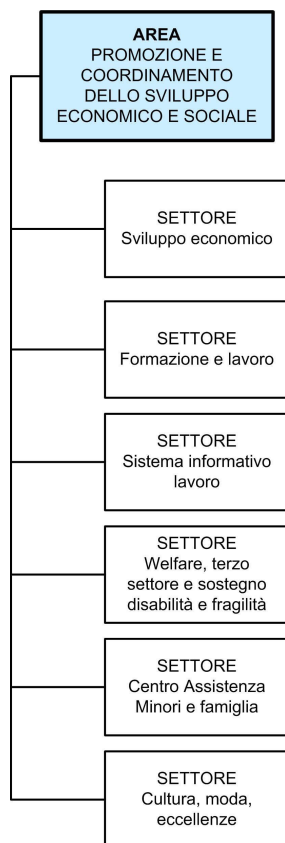 AREA
PROMOZIONE E
COORDINAMENTO
DELLO SVILUPPO
ECONOMICO E SOCIALE
SETTORE
Sviluppo economico
SETTORE
Formazione e lavoro
SETTORE
Sistema informativo
lavoro
SETTORE
Welfare, terzo
settore e sostegno
disabilità e fragilità
SETTORE
Centro Assistenza
Minori e famiglia
SETTORE
Cultura, moda,
eccellenze